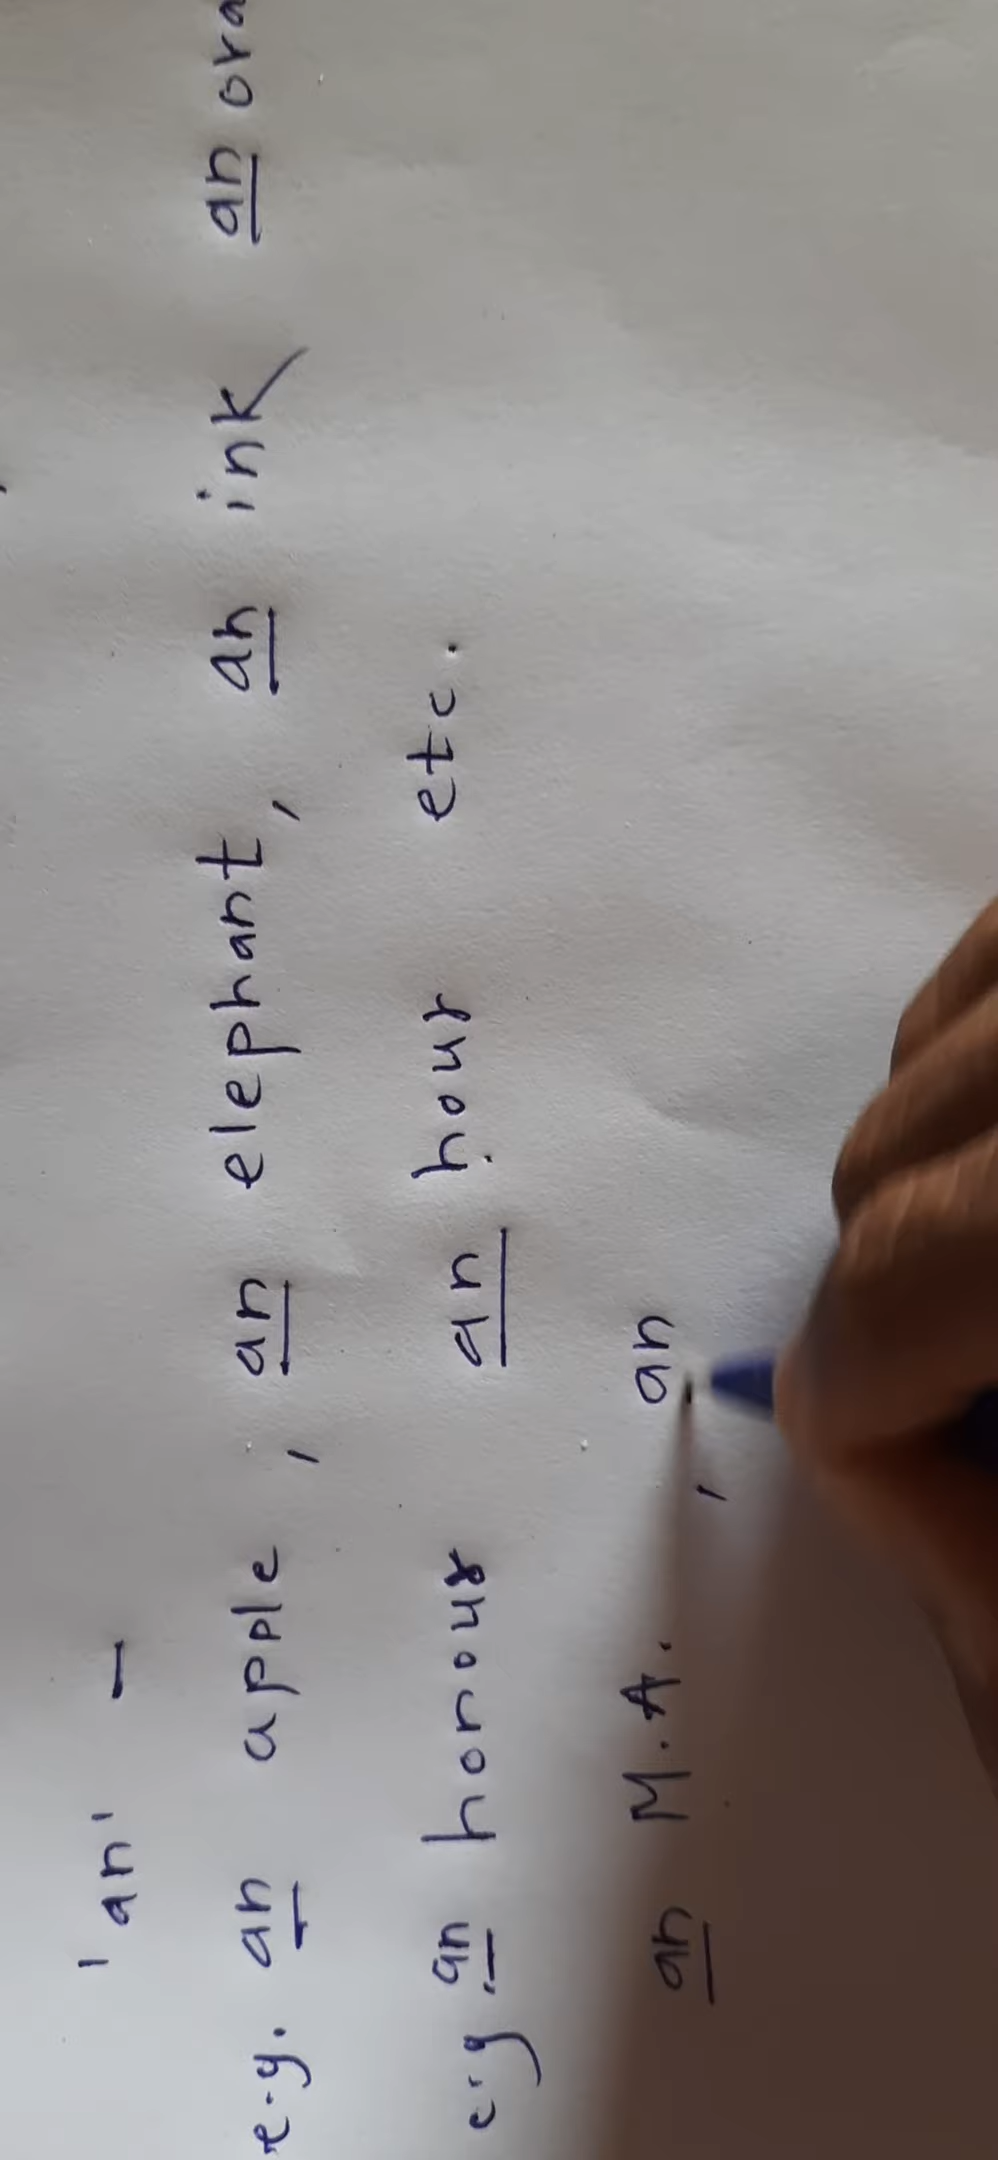 'an' —
e.g. an apple, an elephant, an ink an ora
e.g. an honour an hour etc.
an M.A., an